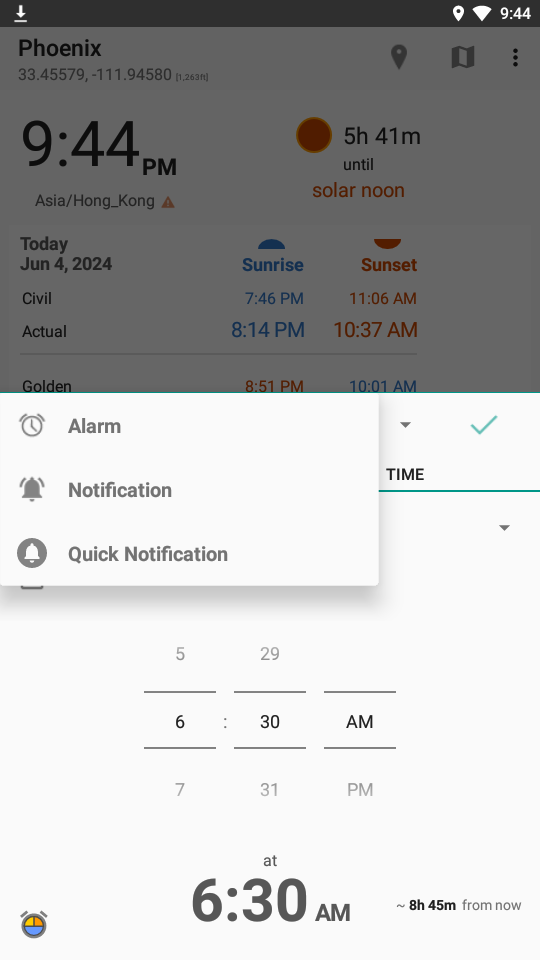 9:44
Phoenix
33.45579, -111.94580 [1,263ft]
9:44 PM
5h 41m
until
solar noon
Asia/Hong_Kong
Today
Jun 4, 2024
Sunrise
Sunset
Civil
7:46 PM
11:06 AM
Actual
8:14 PM
10:37 AM
Golden
8:51 PM
10:01 AM
Alarm
Notification
Quick Notification
TIME
5
29
6 : 30 AM
7
31
PM
at
6:30 AM
~ 8h 45m from now